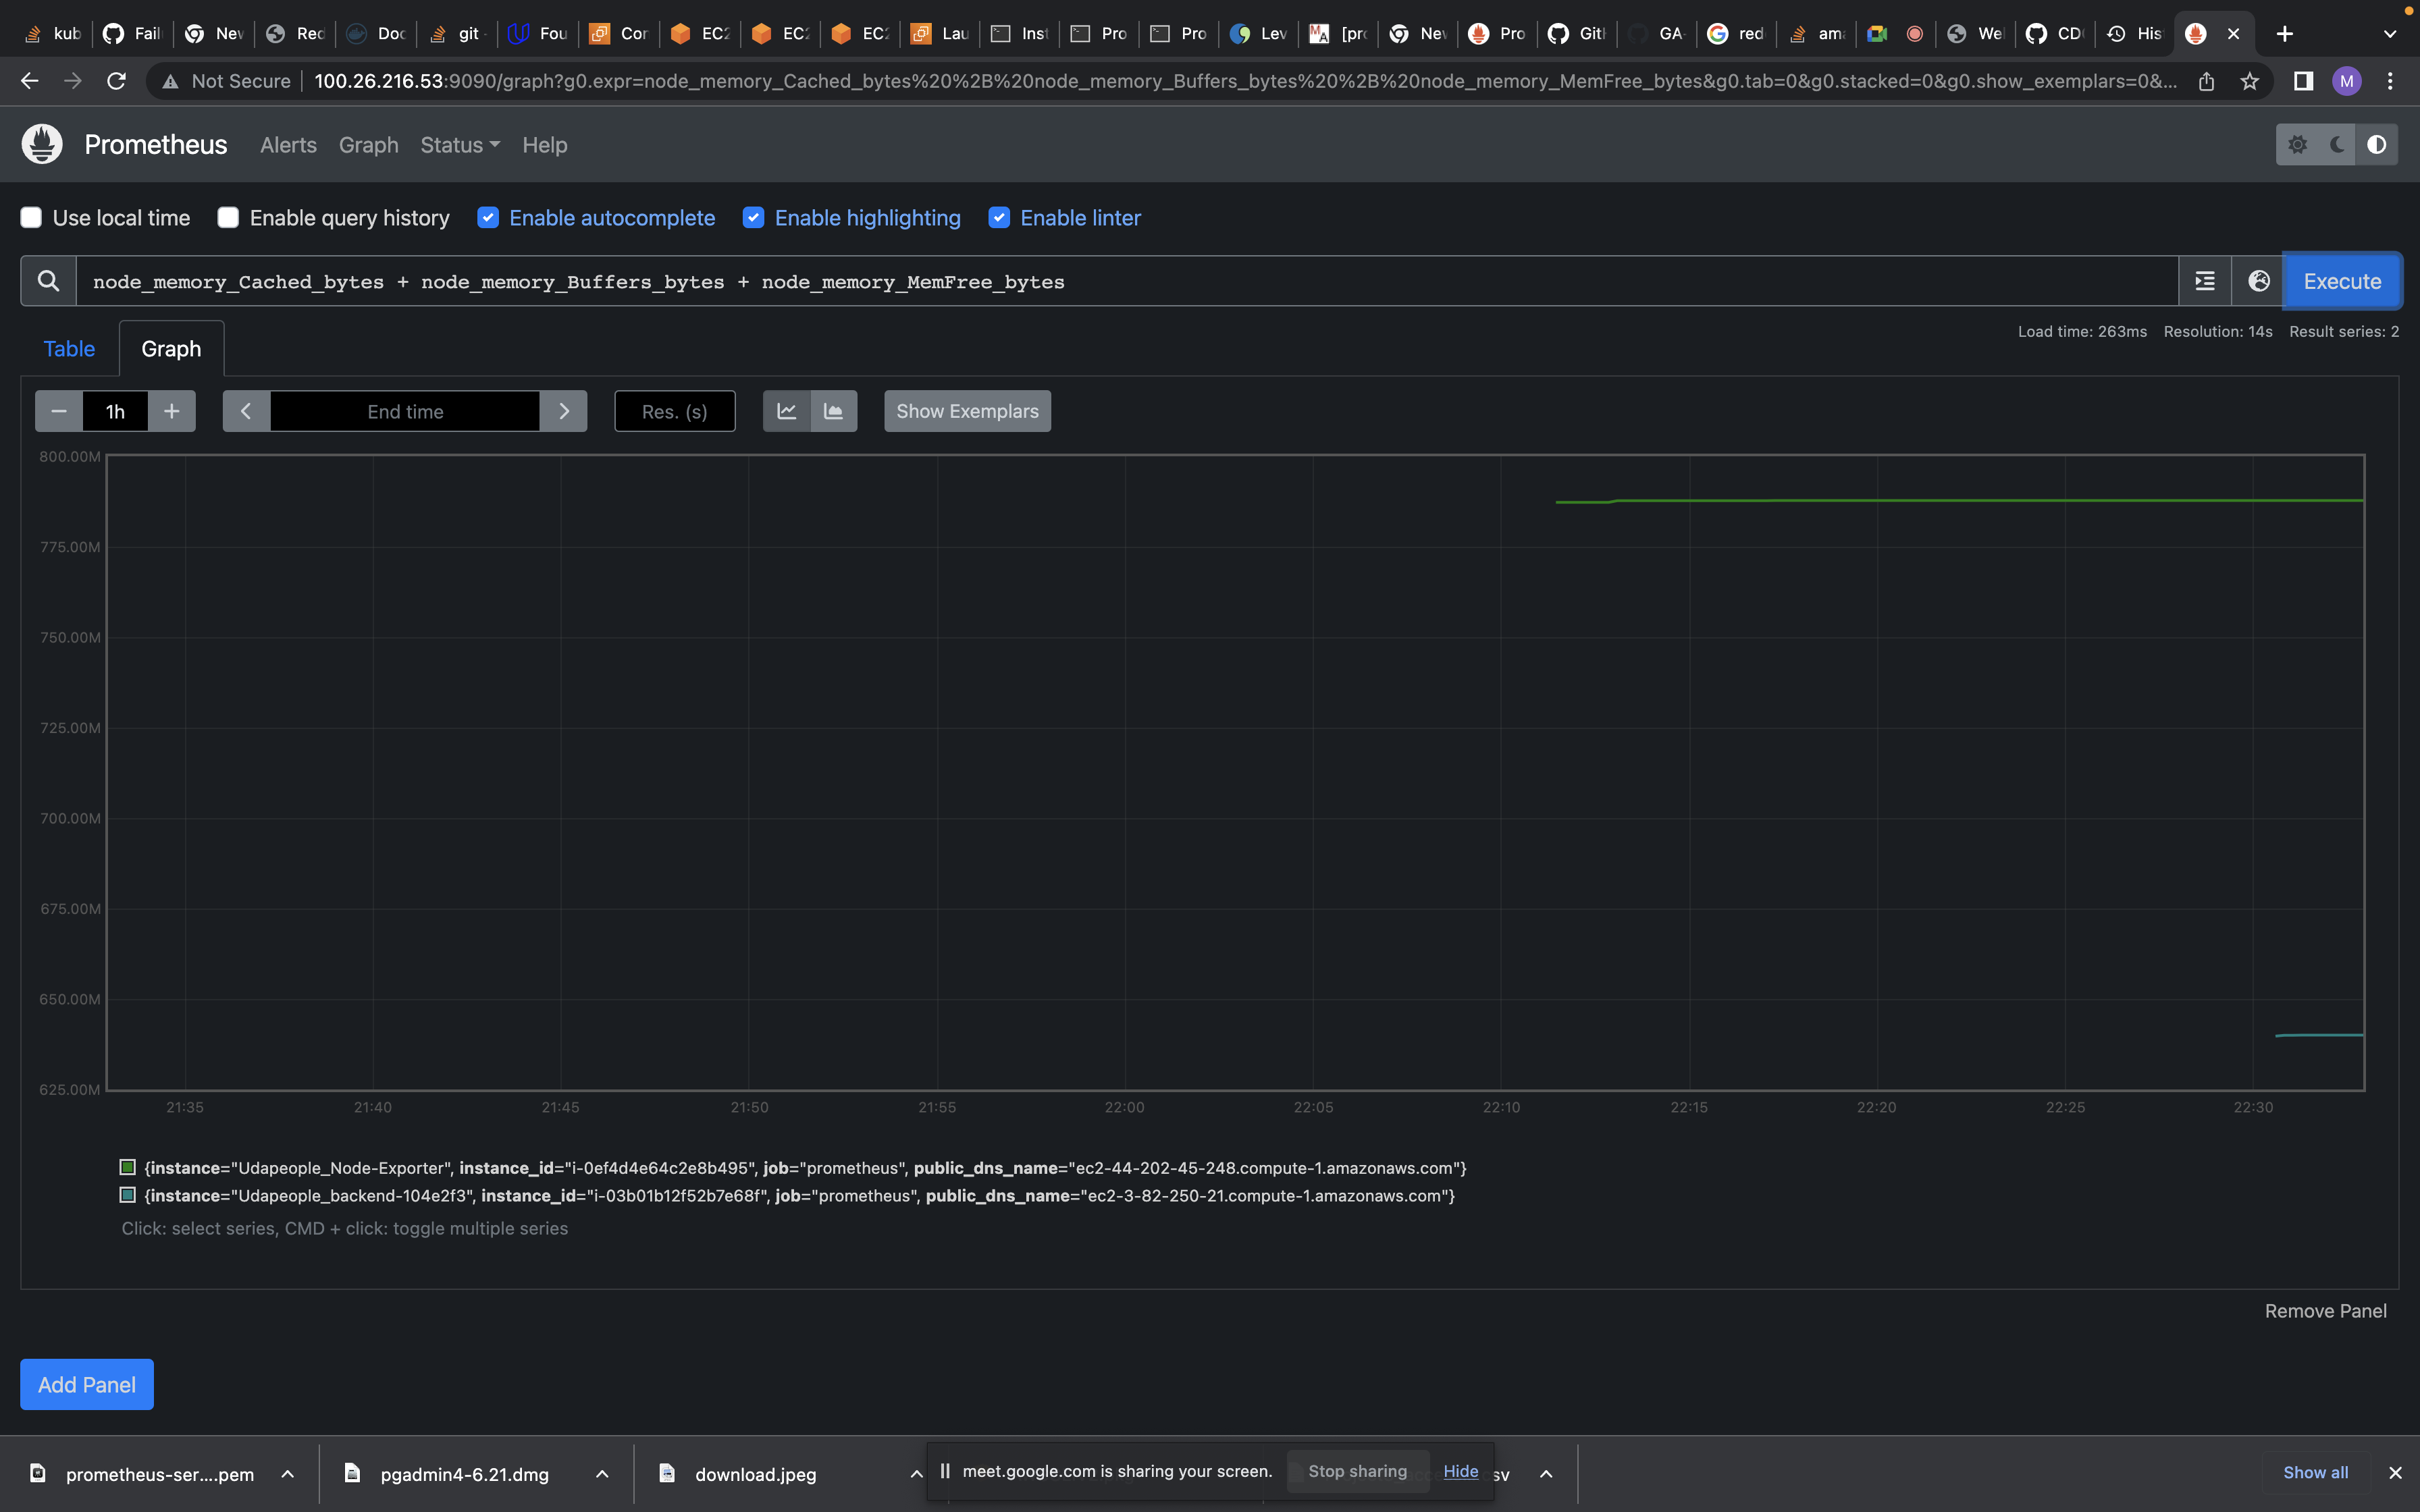 kub Fail Nev Red Doc git - Fou Cor EC2 EC2 EC2 Lau Inst Pro Pro Lev [pro Nev Pro Git GA- red ama We CD His
Not Secure 100.26.216.53:9090/graph?g0.expr=node_memory_Cached_bytes%20%2B%20node_memory_Buffers_bytes%20%2B%20node_memory_MemFree_bytes&g0.tab=0&g0.stacked=0&g0.show_exemplars=0&... M
Prometheus Alerts Graph Status Help
Use local time Enable query history Enable autocomplete Enable highlighting Enable linter
node_memory_Cached_bytes + node_memory_Buffers_bytes + node_memory_MemFree_bytes Execute
Load time: 263ms Resolution: 14s Result series: 2
Table Graph
1h End time Res. (s) Show Exemplars
800.00M
775.00M
750.00M
725.00M
700.00M
675.00M
650.00M
625.00M
21:35 21:40 21:45 21:50 21:55 22:00 22:05 22:10 22:15 22:20 22:25 22:30
{instance="Udapeople_Node-Exporter", instance_id="i-0ef4d4e64c2e8b495", job="prometheus", public_dns_name="ec2-44-202-45-248.compute-1.amazonaws.com"}
{instance="Udapeople_backend-104e2f3", instance_id="i-03b01b12f52b7e68f", job="prometheus", public_dns_name="ec2-3-82-250-21.compute-1.amazonaws.com"}
Click: select series, CMD + click: toggle multiple series
Remove Panel
Add Panel
prometheus-ser....pem pgadmin4-6.21.dmg download.jpeg meet.google.com is sharing your screen. Stop sharing Hide sv Show all